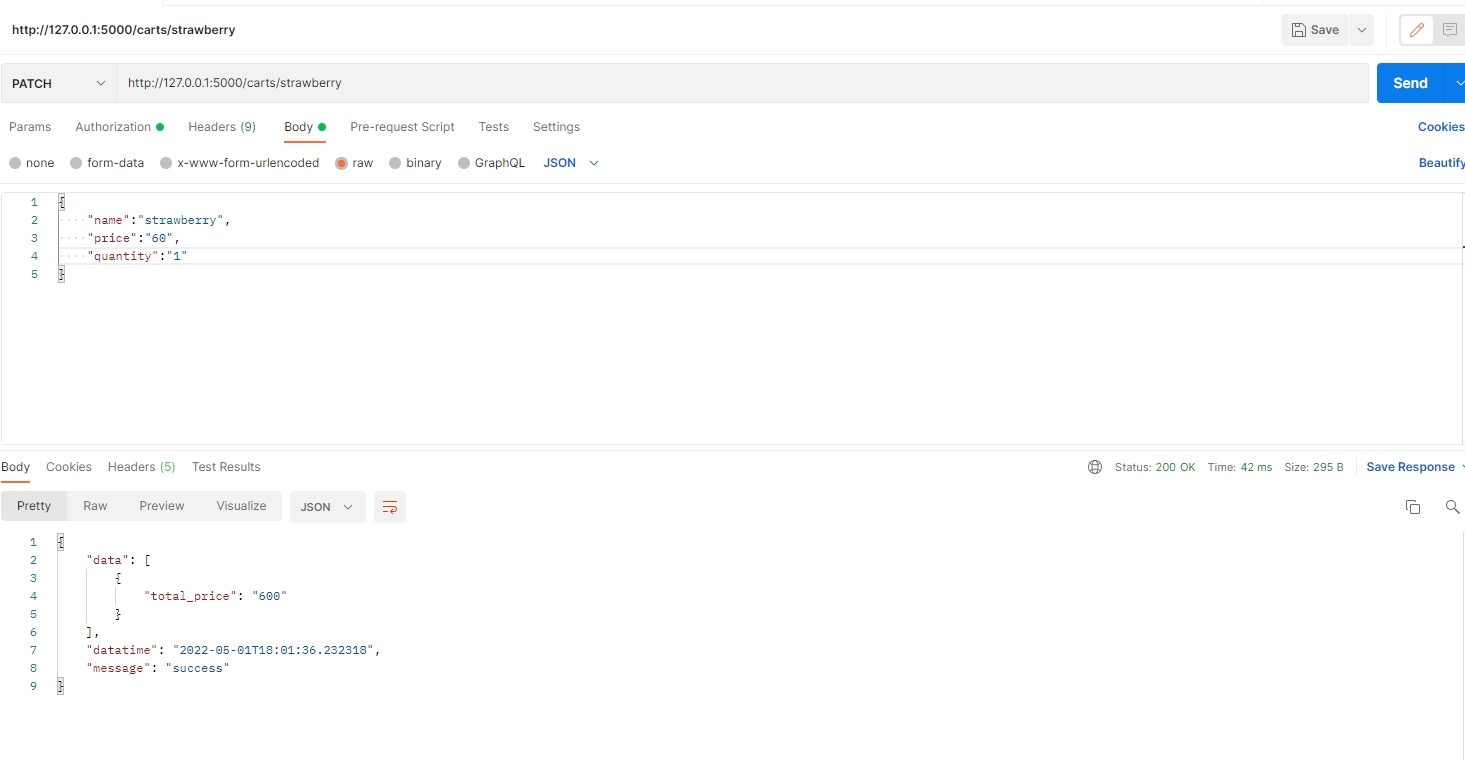 http://127.0.0.1:5000/carts/strawberry Save
PATCH http://127.0.0.1:5000/carts/strawberry Send
Params Authorization Headers (9) Body Pre-request Script Tests Settings Cookies
none form-data x-www-form-urlencoded raw binary GraphQL JSON Beautify
1 {
2 ····"name":"strawberry",
3 ····"price":"60",
4 ····"quantity":"1"
5 }
Body Cookies Headers (5) Test Results Status: 200 OK Time: 42 ms Size: 295 B Save Response
Pretty Raw Preview Visualize JSON
1 {
2 "data": [
3 {
4 "total_price": "600"
5 }
6 ],
7 "datatime": "2022-05-01T18:01:36.232318",
8 "message": "success"
9 }